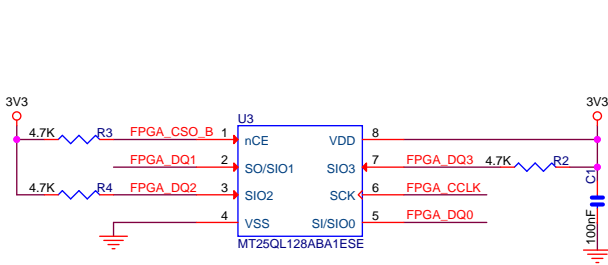 3V3
3V3
U3
4.7K R3 FPGA_CSO_B 1 nCE VDD 8
FPGA_DQ1 2 SO/SIO1 SIO3 7 FPGA_DQ3 4.7K R2
4.7K R4 FPGA_DQ2 3 SIO2 SCK 6 FPGA_CCLK
C1
4 VSS SI/SIO0 5 FPGA_DQ0
100nF
MT25QL128ABA1ESE